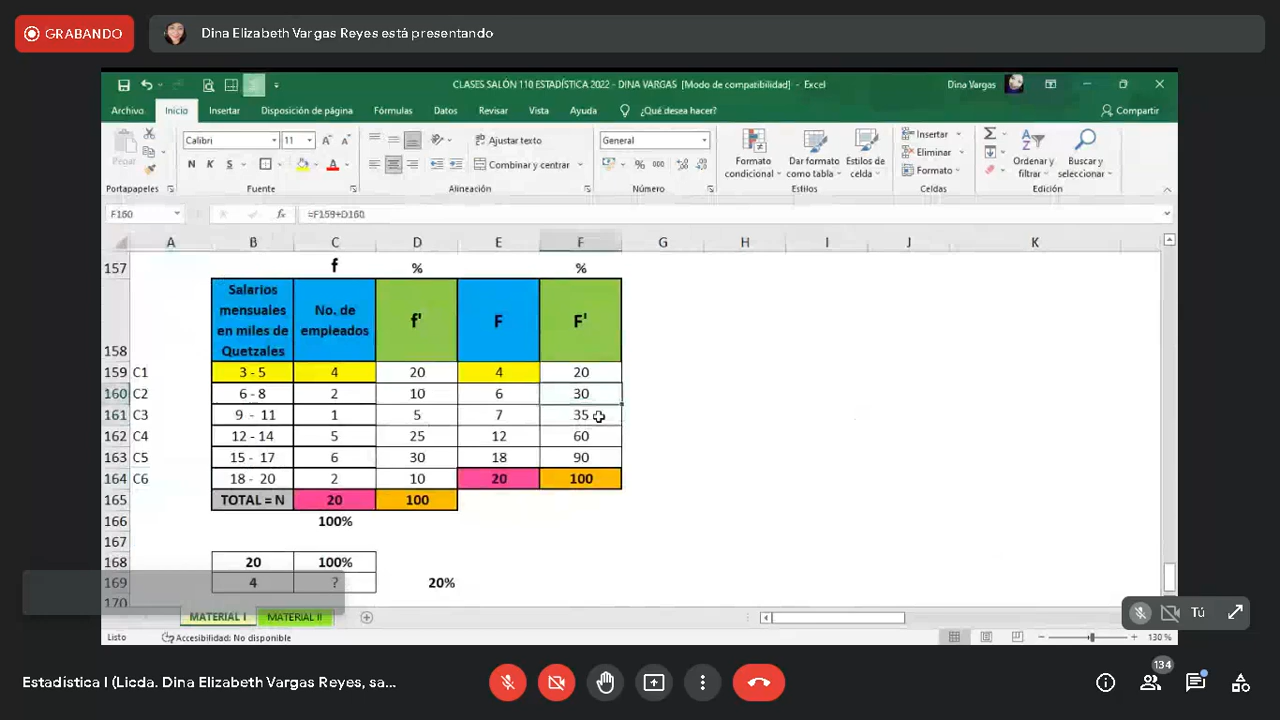 GRABANDO
Dina Elizabeth Vargas Reyes está presentando
CLASES SALÓN 110 ESTADÍSTICA 2022 - DINA VARGAS [Modo de compatibilidad] - Excel
Dina Vargas
Archivo Inicio Insertar Disposición de página Fórmulas Datos Revisar Vista Ayuda ¿Qué desea hacer? Compartir
Pegar
Calibri 11
N K S
Ajustar texto
Combinar y centrar
General
% 000
Formato condicional
Dar formato como tabla
Estilos de celda
Insertar
Eliminar
Formato
Ordenar y filtrar
Buscar y seleccionar
Portapapeles Fuente Alineación Número Estilos Celdas Edición
F160 fx =F159+D160
A B C D E F G H I J K
157 f % %
158 Salarios mensuales en miles de Quetzales No. de empleados f' F F'
159 C1 3 - 5 4 20 4 20
160 C2 6 - 8 2 10 6 30
161 C3 9 - 11 1 5 7 35
162 C4 12 - 14 5 25 12 60
163 C5 15 - 17 6 30 18 90
164 C6 18 - 20 2 10 20 100
165 TOTAL = N 20 100
166 100%
167
168 20 100%
169 4 ? 20%
170
MATERIAL I MATERIAL II
Listo Accesibilidad: No disponible 130 %
Tú
134
Estadística I (Licda. Dina Elizabeth Vargas Reyes, sa...